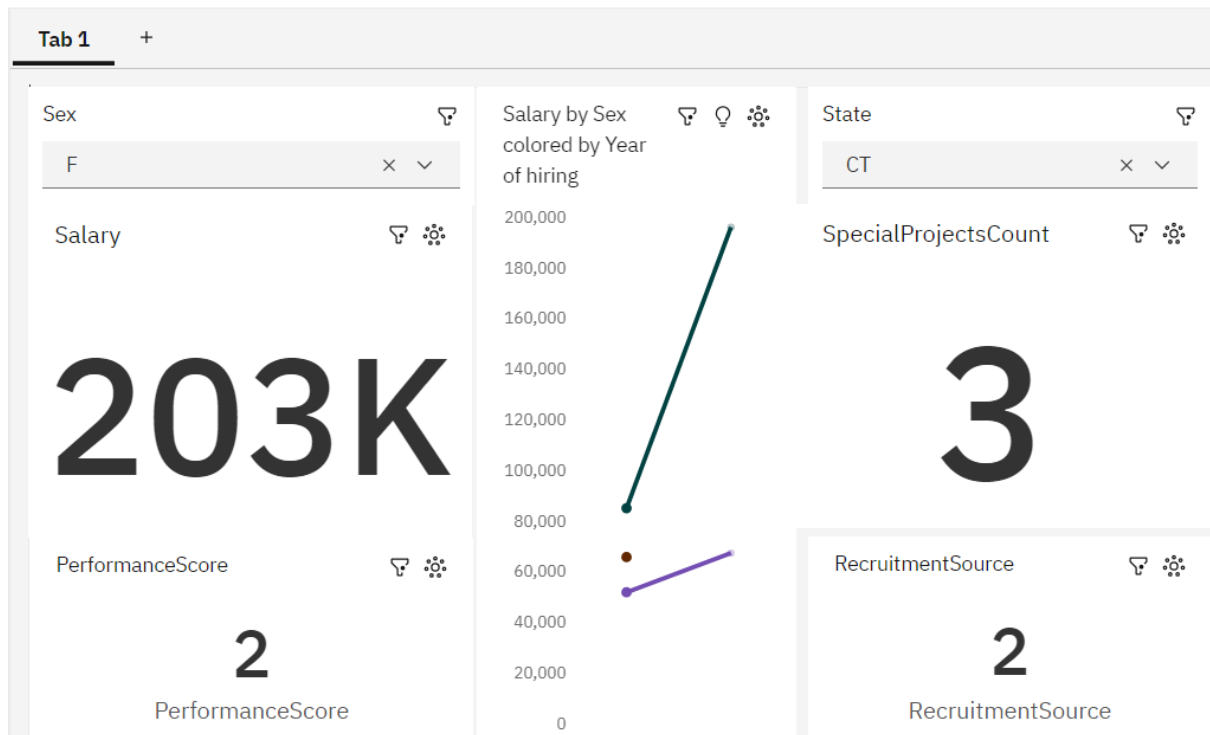 Tab 1 +
Sex
F
Salary
203K
PerformanceScore
2
PerformanceScore
Salary by Sex
colored by Year
of hiring
200,000
180,000
160,000
140,000
120,000
100,000
80,000
60,000
40,000
20,000
0
State
CT
SpecialProjectsCount
3
RecruitmentSource
2
RecruitmentSource